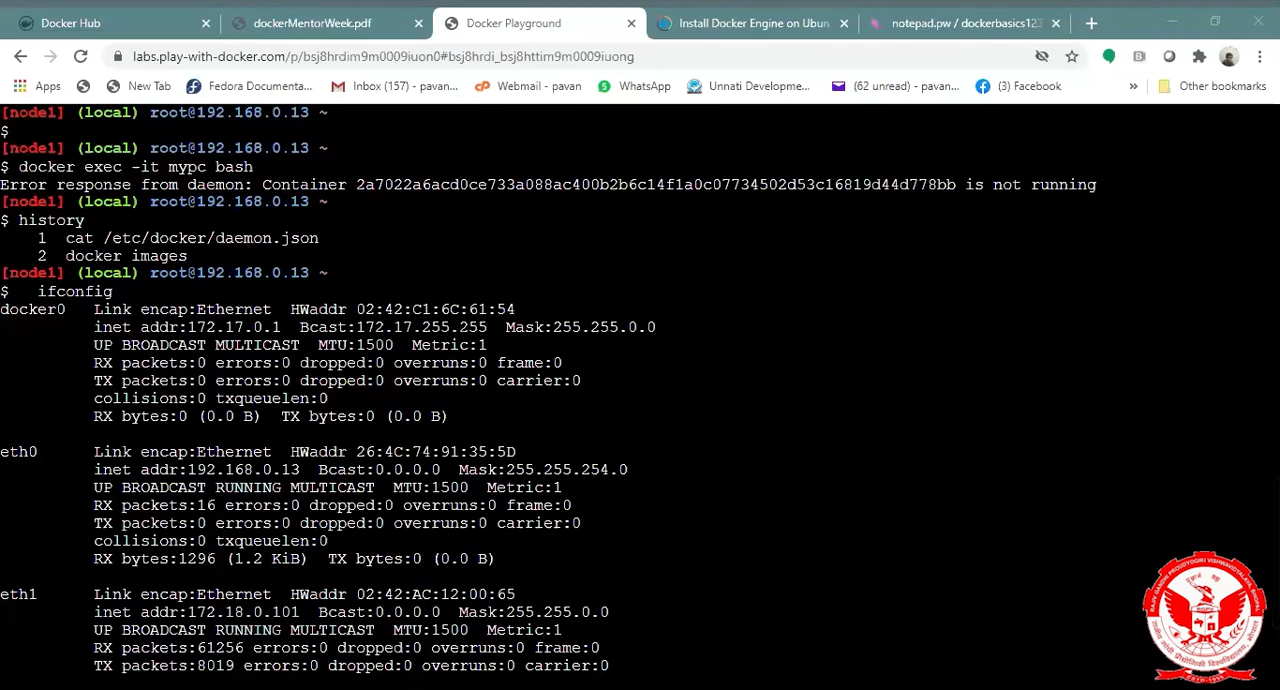 Docker Hub
dockerMentorWeek.pdf
Docker Playground
Install Docker Engine on Ubun
notepad.pw / dockerbasics123
labs.play-with-docker.com/p/bsj8hrdim9m0009iuon0#bsj8hrdi_bsj8httim9m0009iuong
Apps
New Tab
Fedora Documenta...
Inbox (157) - pavan...
Webmail - pavan
WhatsApp
Unnati Developme...
(62 unread) - pavan...
(3) Facebook
»
Other bookmarks
[node1] (local) root@192.168.0.13 ~
$
[node1] (local) root@192.168.0.13 ~
$ docker exec -it mypc bash
Error response from daemon: Container 2a7022a6acd0ce733a088ac400b2b6c14f1a0c07734502d53c16819d44d778bb is not running
[node1] (local) root@192.168.0.13 ~
$ history
1 cat /etc/docker/daemon.json
2 docker images
[node1] (local) root@192.168.0.13 ~
$ ifconfig
docker0 Link encap:Ethernet HWaddr 02:42:C1:6C:61:54
inet addr:172.17.0.1 Bcast:172.17.255.255 Mask:255.255.0.0
UP BROADCAST MULTICAST MTU:1500 Metric:1
RX packets:0 errors:0 dropped:0 overruns:0 frame:0
TX packets:0 errors:0 dropped:0 overruns:0 carrier:0
collisions:0 txqueuelen:0
RX bytes:0 (0.0 B) TX bytes:0 (0.0 B)
eth0 Link encap:Ethernet HWaddr 26:4C:74:91:35:5D
inet addr:192.168.0.13 Bcast:0.0.0.0 Mask:255.255.254.0
UP BROADCAST RUNNING MULTICAST MTU:1500 Metric:1
RX packets:16 errors:0 dropped:0 overruns:0 frame:0
TX packets:0 errors:0 dropped:0 overruns:0 carrier:0
collisions:0 txqueuelen:0
RX bytes:1296 (1.2 KiB) TX bytes:0 (0.0 B)
eth1 Link encap:Ethernet HWaddr 02:42:AC:12:00:65
inet addr:172.18.0.101 Bcast:0.0.0.0 Mask:255.255.0.0
UP BROADCAST RUNNING MULTICAST MTU:1500 Metric:1
RX packets:61256 errors:0 dropped:0 overruns:0 frame:0
TX packets:8019 errors:0 dropped:0 overruns:0 carrier:0
RAJIV GANDHI PROUDYOGIKI VISHWAVIDYALAYA, BHOPAL